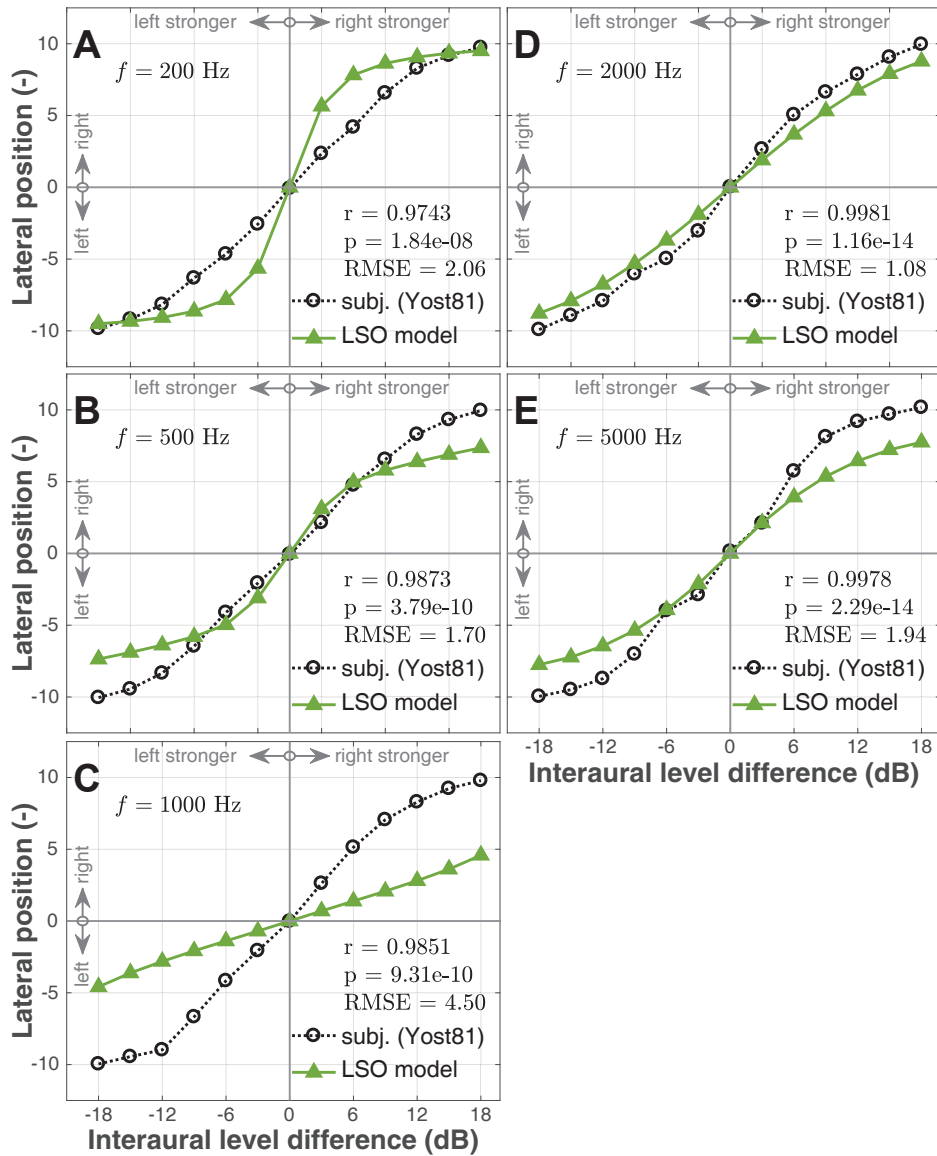 left stronger right stronger
A
f = 200 Hz
10
5
0
-5
-10
Lateral position (-)
right
left
r = 0.9743
p = 1.84e-08
RMSE = 2.06
subj. (Yost81)
LSO model
left stronger right stronger
B
f = 500 Hz
10
5
0
-5
-10
Lateral position (-)
right
left
r = 0.9873
p = 3.79e-10
RMSE = 1.70
subj. (Yost81)
LSO model
left stronger right stronger
C
f = 1000 Hz
10
5
0
-5
-10
Lateral position (-)
right
left
r = 0.9851
p = 9.31e-10
RMSE = 4.50
subj. (Yost81)
LSO model
-18 -12 -6 0 6 12 18
Interaural level difference (dB)
left stronger right stronger
D
f = 2000 Hz
right
left
r = 0.9981
p = 1.16e-14
RMSE = 1.08
subj. (Yost81)
LSO model
left stronger right stronger
E
f = 5000 Hz
right
left
r = 0.9978
p = 2.29e-14
RMSE = 1.94
subj. (Yost81)
LSO model
-18 -12 -6 0 6 12 18
Interaural level difference (dB)